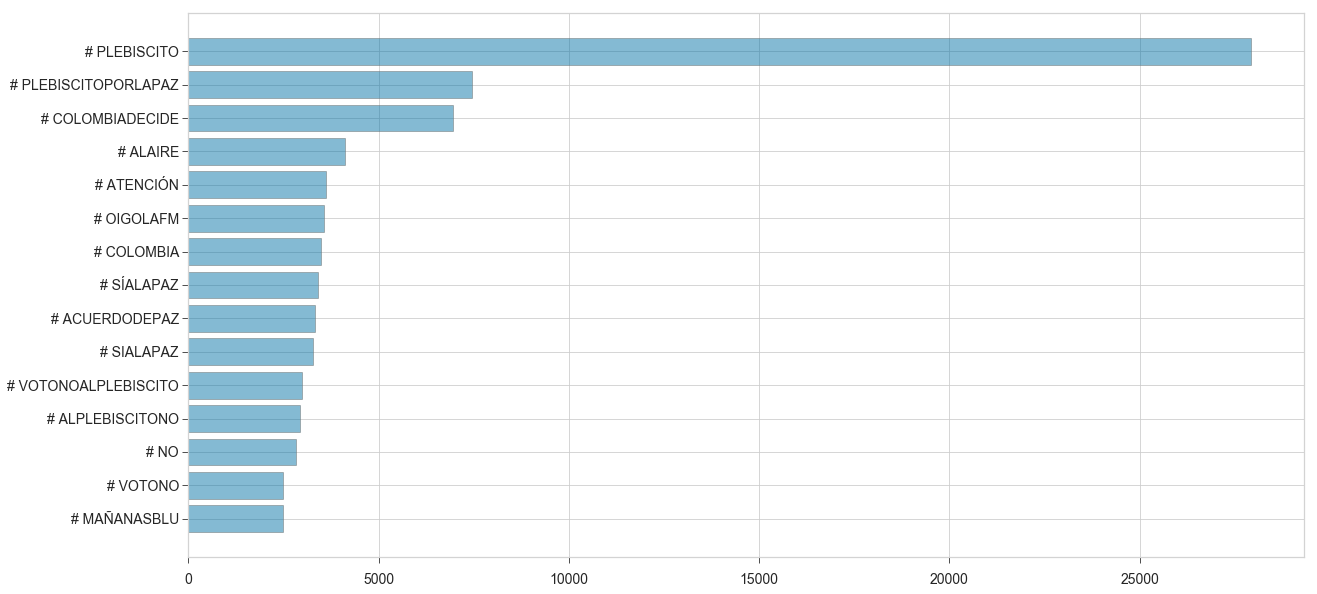 # PLEBISCITO
# PLEBISCITOPORLAPAZ
# COLOMBIADECIDE
# ALAIRE
# ATENCIÓN
# OIGOLAFM
# COLOMBIA
# SÍALAPAZ
# ACUERDODEPAZ
# SIALAPAZ
# VOTONOALPLEBISCITO
# ALPLEBISCITONO
# NO
# VOTONO
# MAÑANASBLU
0 5000 10000 15000 20000 25000